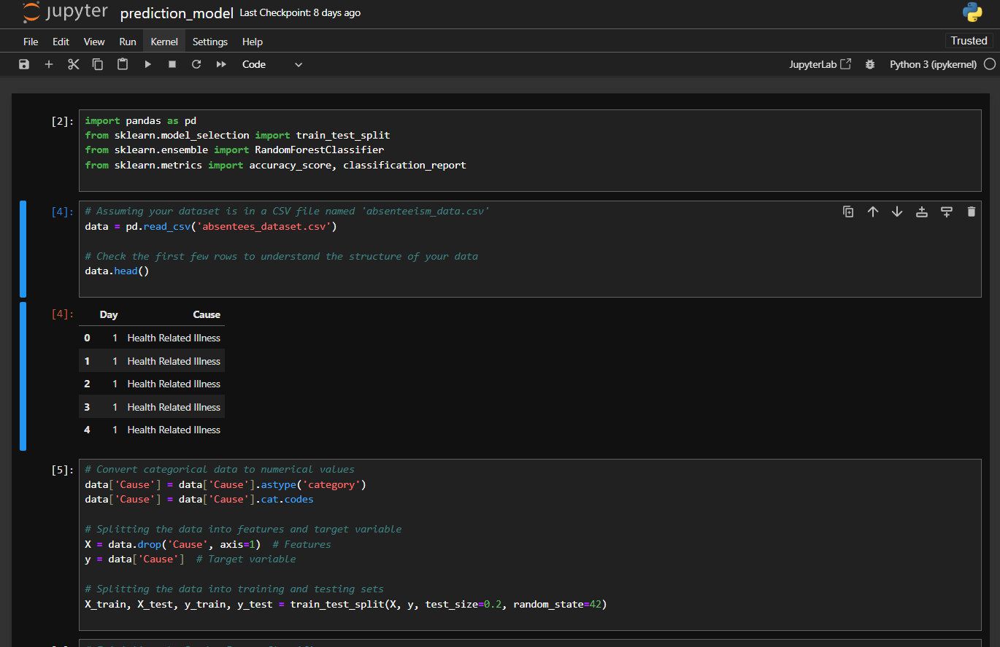 jupyter prediction_model Last Checkpoint: 8 days ago
File Edit View Run Kernel Settings Help Trusted
Code JupyterLab Python 3 (ipykernel)
[2]: import pandas as pd
from sklearn.model_selection import train_test_split
from sklearn.ensemble import RandomForestClassifier
from sklearn.metrics import accuracy_score, classification_report
[4]: # Assuming your dataset is in a CSV file named 'absenteeism_data.csv'
data = pd.read_csv('absentees_dataset.csv')
# Check the first few rows to understand the structure of your data
data.head()
[4]: Day Cause
0 1 Health Related Illness
1 1 Health Related Illness
2 1 Health Related Illness
3 1 Health Related Illness
4 1 Health Related Illness
[5]: # Convert categorical data to numerical values
data['Cause'] = data['Cause'].astype('category')
data['Cause'] = data['Cause'].cat.codes
# Splitting the data into features and target variable
X = data.drop('Cause', axis=1)  # Features
y = data['Cause']  # Target variable
# Splitting the data into training and testing sets
X_train, X_test, y_train, y_test = train_test_split(X, y, test_size=0.2, random_state=42)